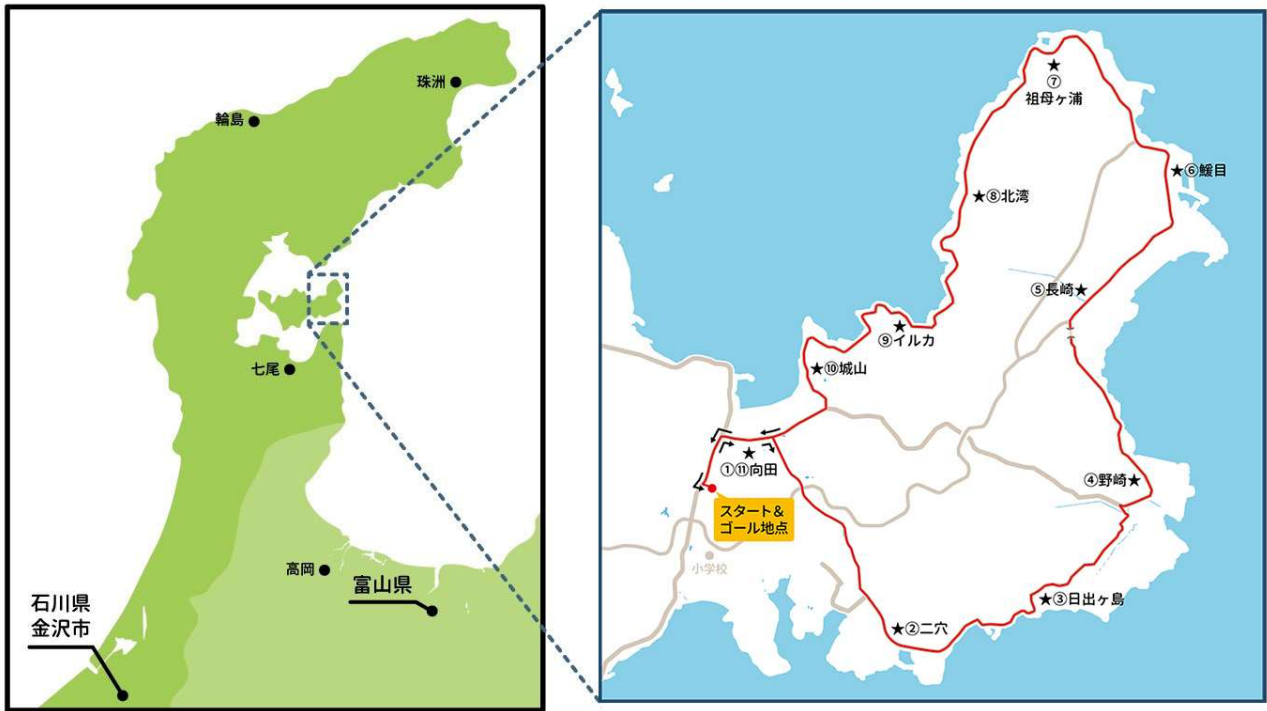 珠洲
輪島
七尾
高岡
富山県
石川県
金沢市
⑦
祖母ヶ浦
⑥鰀目
⑧北湾
⑤長崎
⑨イルカ
⑩城山
①⑪向田
④野崎
スタート&
ゴール地点
小学校
③日出ヶ島
②二穴